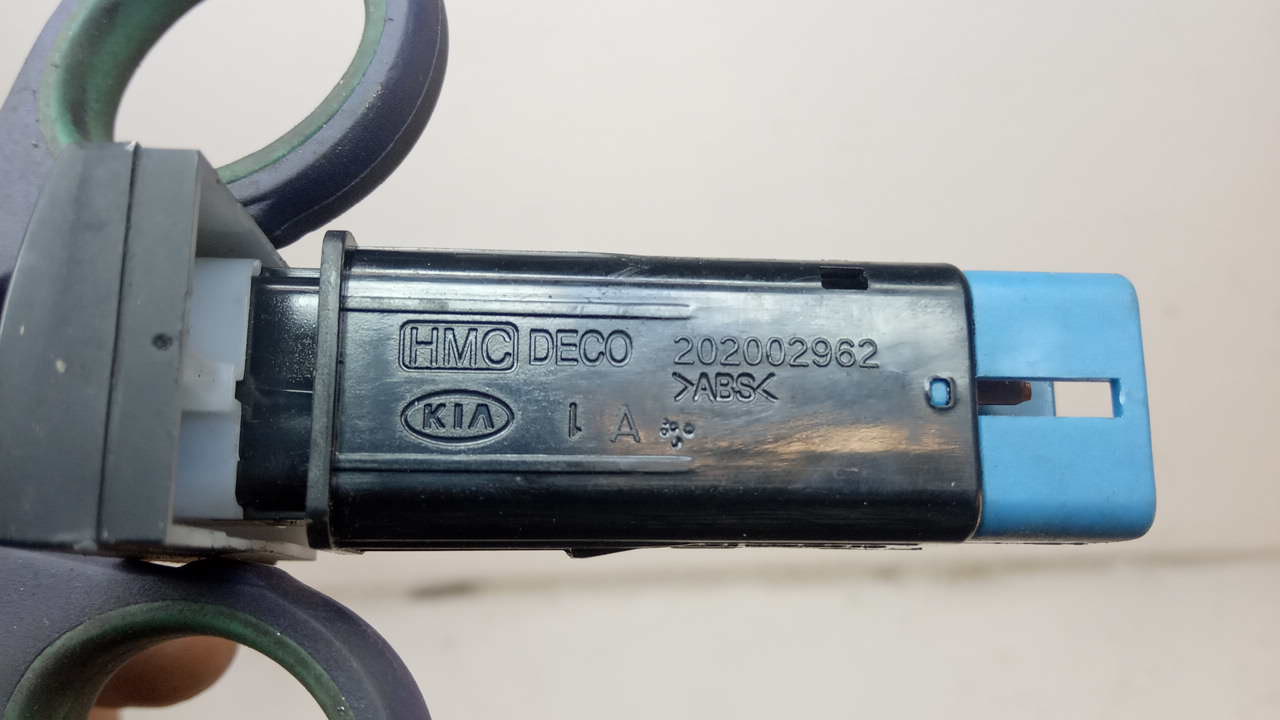 HMC DECO 202002962
>ABS<
KIA 1 A